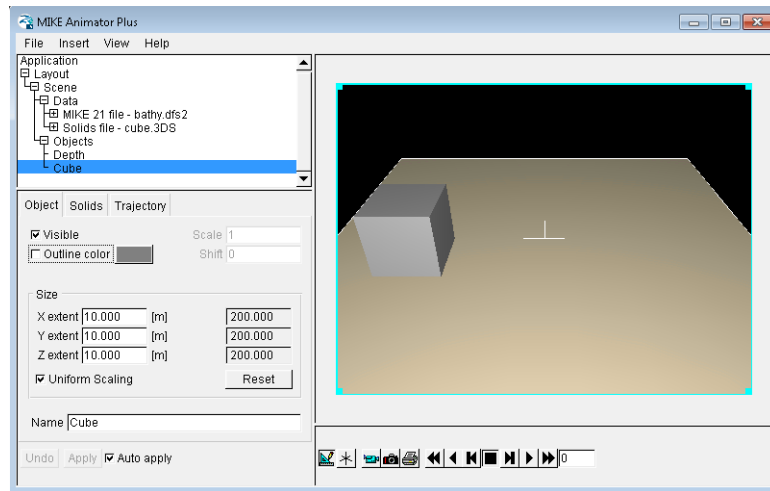 MIKE Animator Plus
File Insert View Help
Application
Layout
Scene
Data
MIKE 21 file - bathy.dfs2
Solids file - cube.3DS
Objects
Depth
Cube
Object Solids Trajectory
Visible Scale 1
Outline color Shift 0
Size
X extent 10.000 [m] 200.000
Y extent 10.000 [m] 200.000
Z extent 10.000 [m] 200.000
Uniform Scaling Reset
Name Cube
Undo Apply Auto apply
0